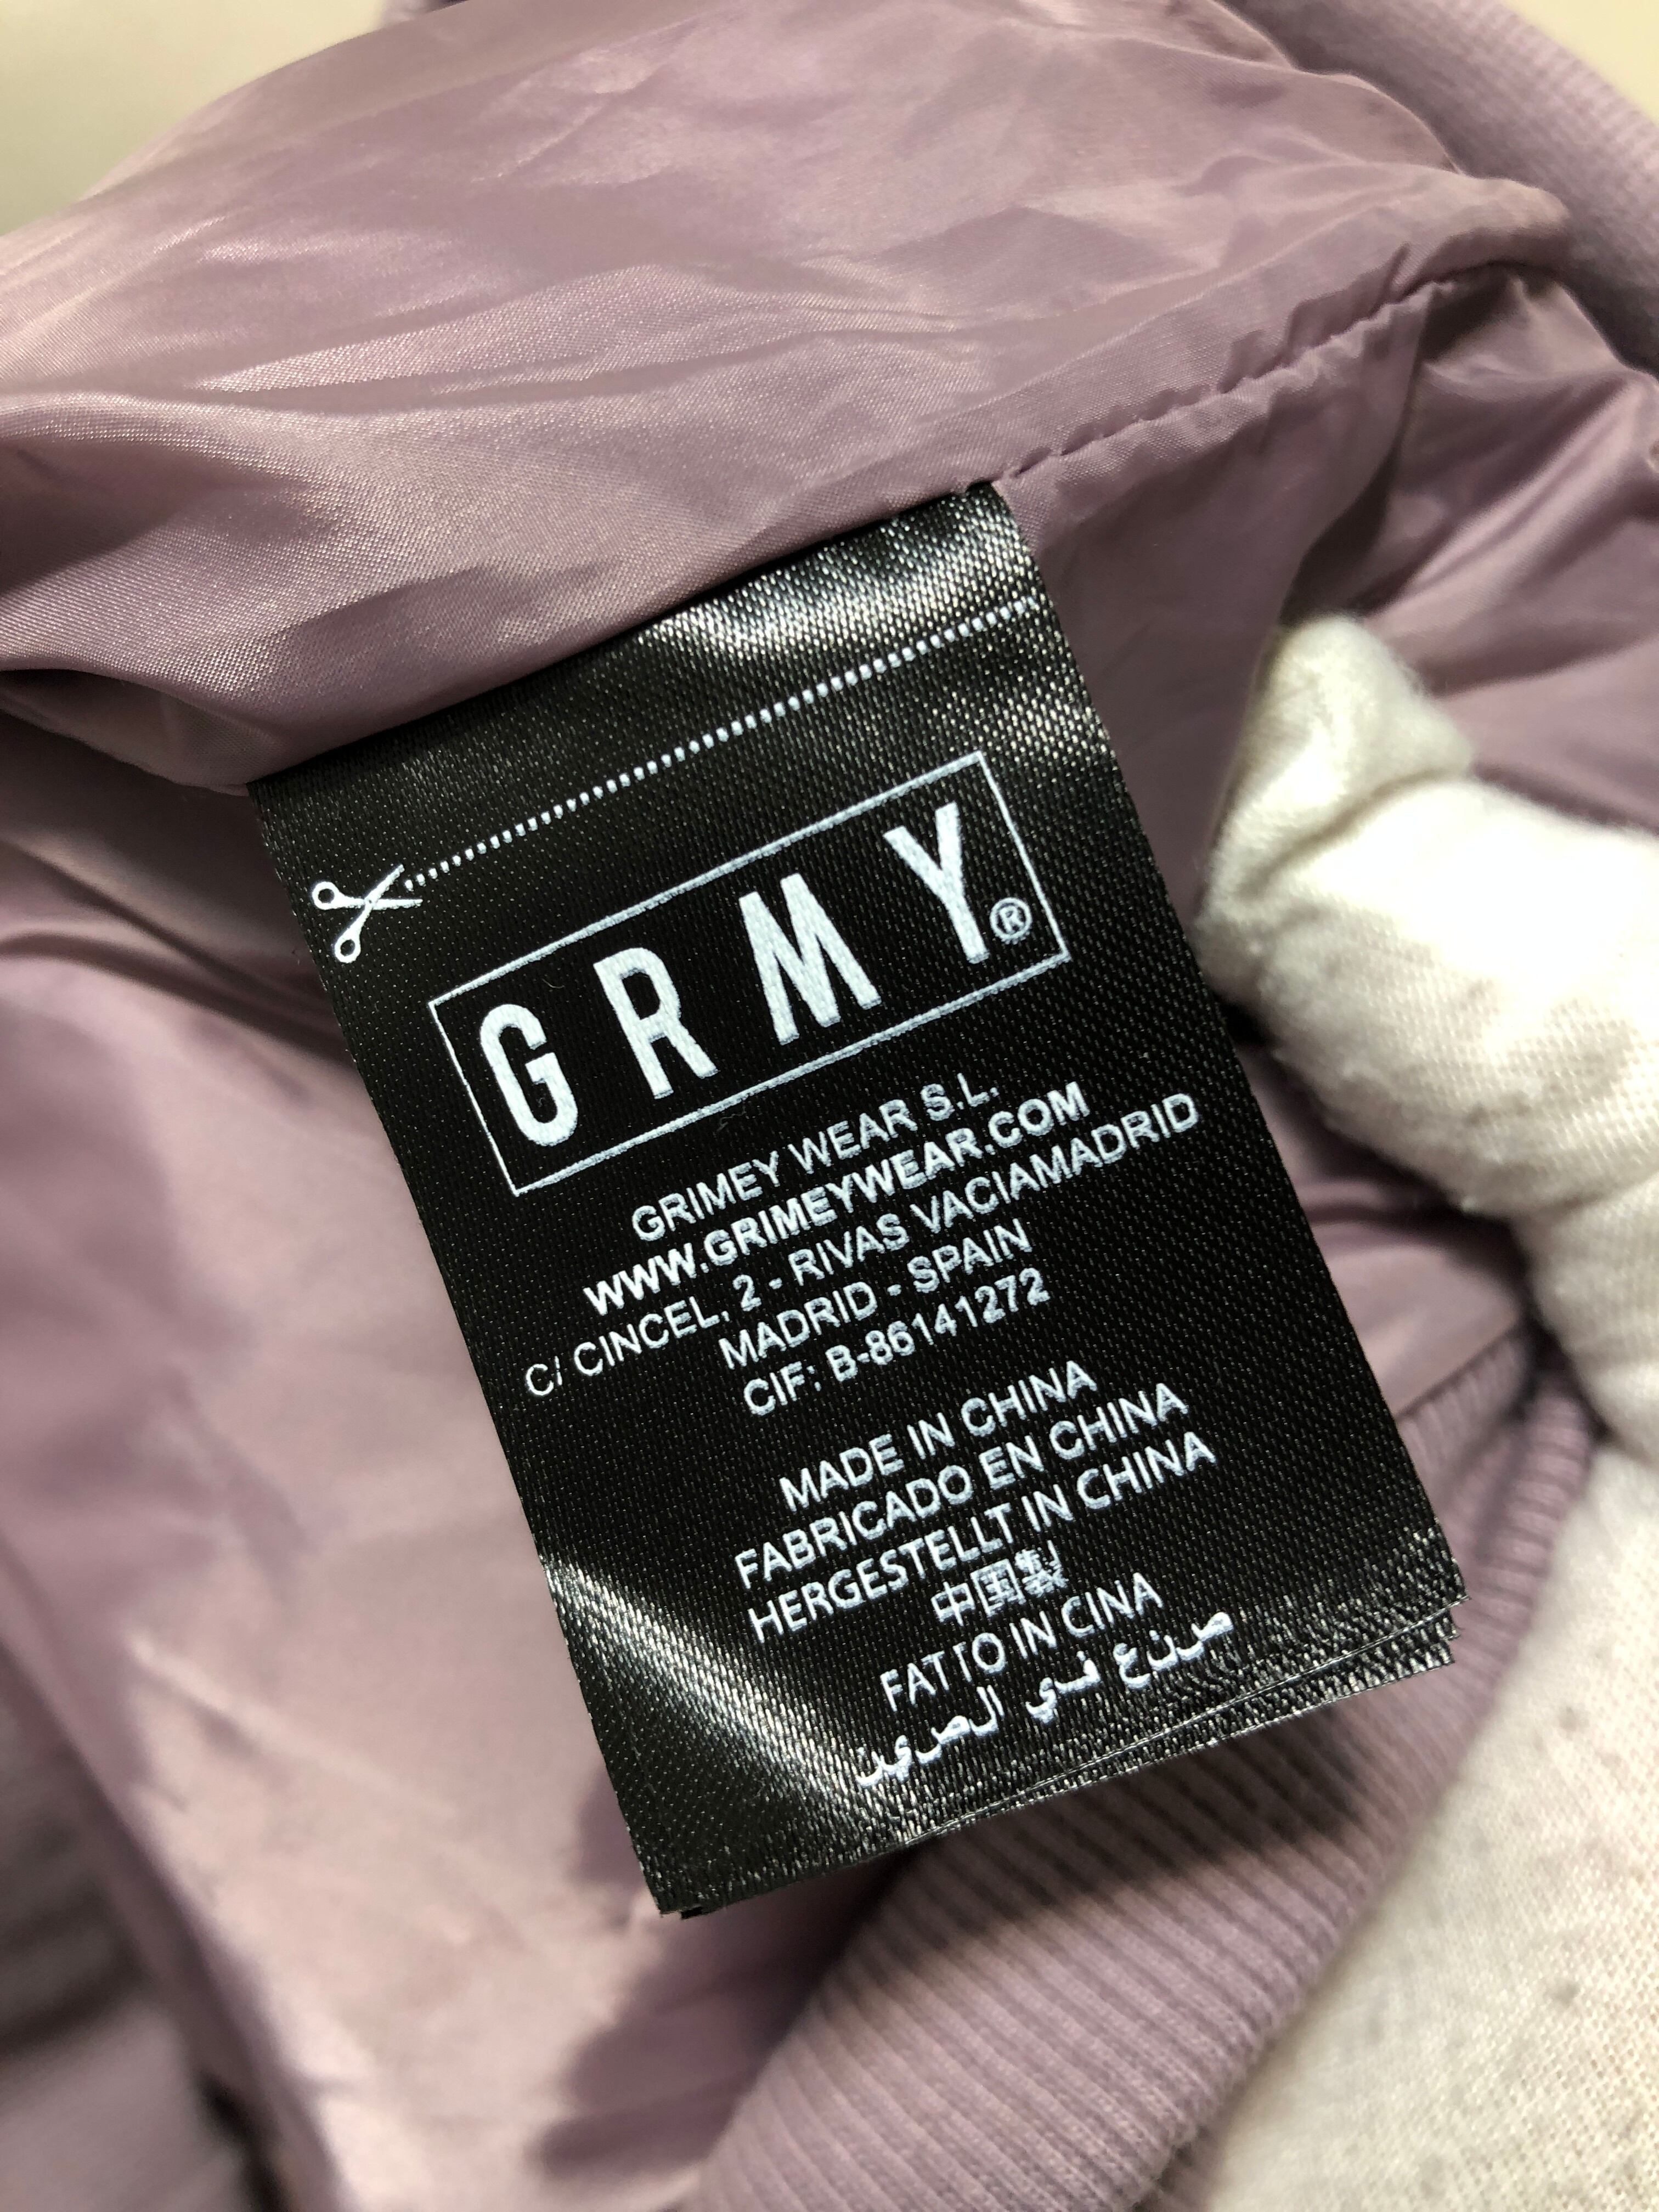 GRMY®
GRIMEY WEAR S.L.
WWW.GRIMEYWEAR.COM
C/ CINCEL, 2 - RIVAS VACIAMADRID
MADRID - SPAIN
CIF: B-86141272
MADE IN CHINA
FABRICADO EN CHINA
HERGESTELLT IN CHINA
中国製
FATTO IN CINA
صنع في الصين